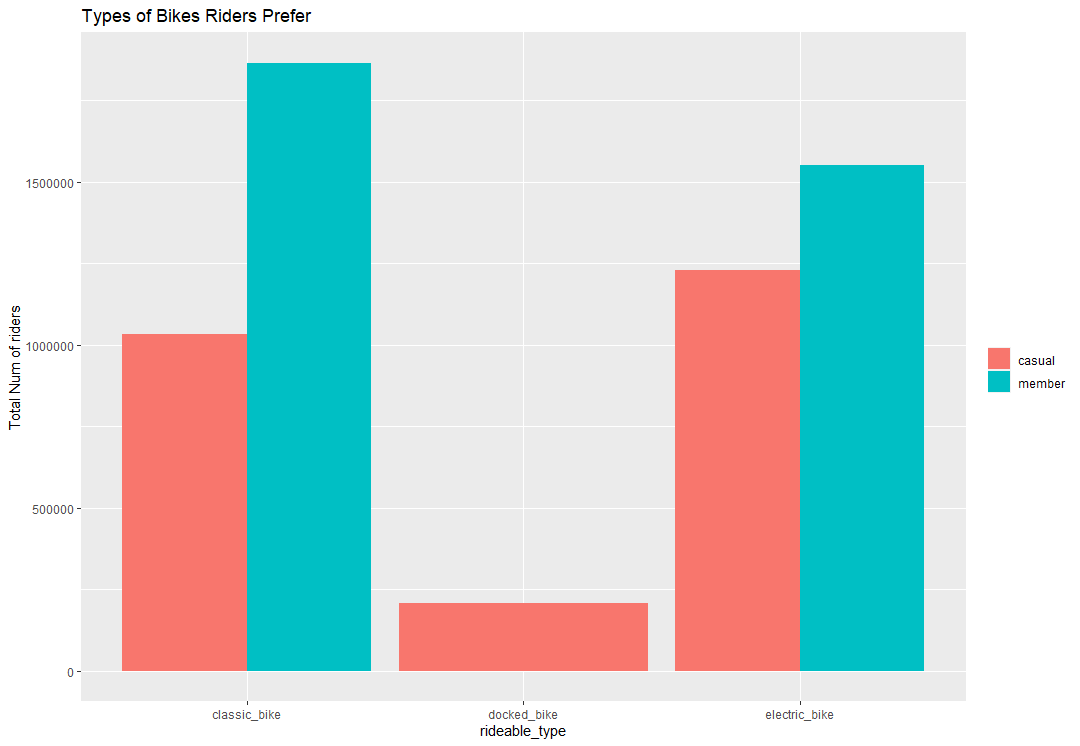 Types of Bikes Riders Prefer
Total Num of riders
1500000
1000000
500000
0
classic_bike
docked_bike
electric_bike
rideable_type
casual
member